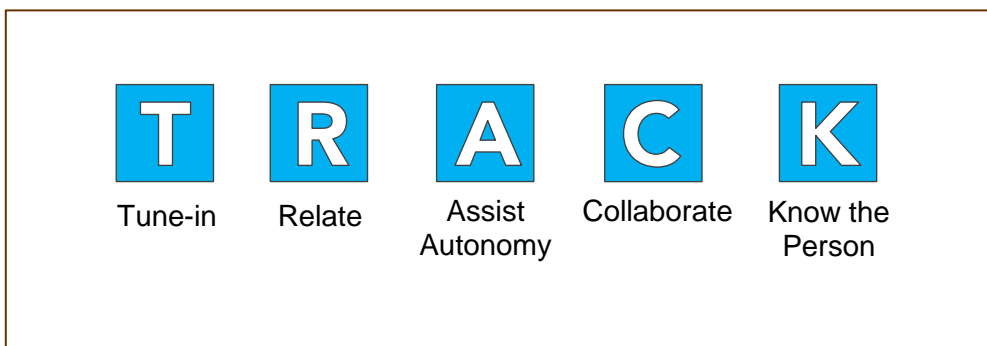 T R A C K
Tune-in
Relate
Assist
Autonomy
Collaborate
Know the
Person